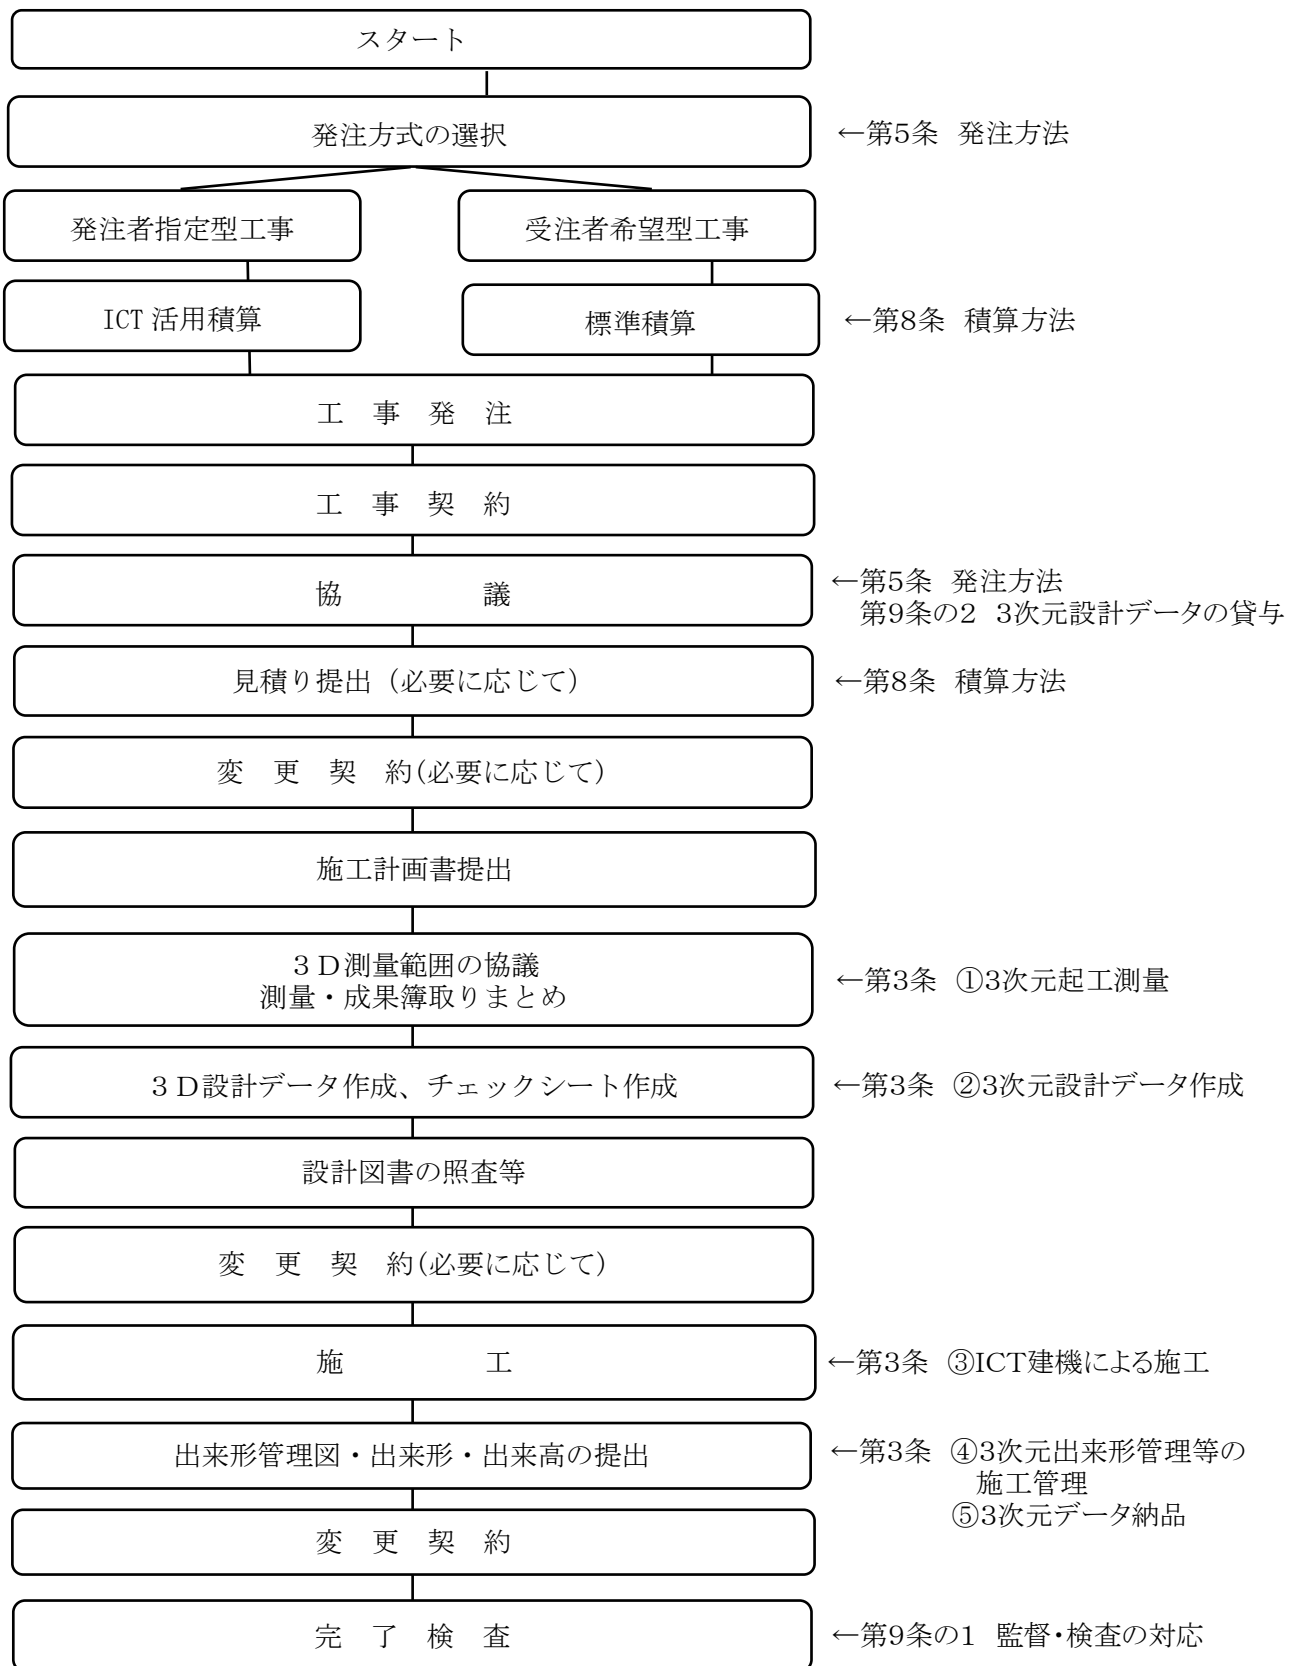 スタート
発注方式の選択
←第5条 発注方法
発注者指定型工事
受注者希望型工事
ICT 活用積算
標準積算
←第8条 積算方法
工 事 発 注
工 事 契 約
協 議
←第5条 発注方法
第9条の2 3次元設計データの貸与
見積り提出（必要に応じて）
←第8条 積算方法
変 更 契 約(必要に応じて)
施工計画書提出
３Ｄ測量範囲の協議
測量・成果簿取りまとめ
←第3条 ①3次元起工測量
３Ｄ設計データ作成、チェックシート作成
←第3条 ②3次元設計データ作成
設計図書の照査等
変 更 契 約(必要に応じて)
施 工
←第3条 ③ICT建機による施工
出来形管理図・出来形・出来高の提出
←第3条 ④3次元出来形管理等の
施工管理
⑤3次元データ納品
変 更 契 約
完 了 検 査
←第9条の1 監督・検査の対応